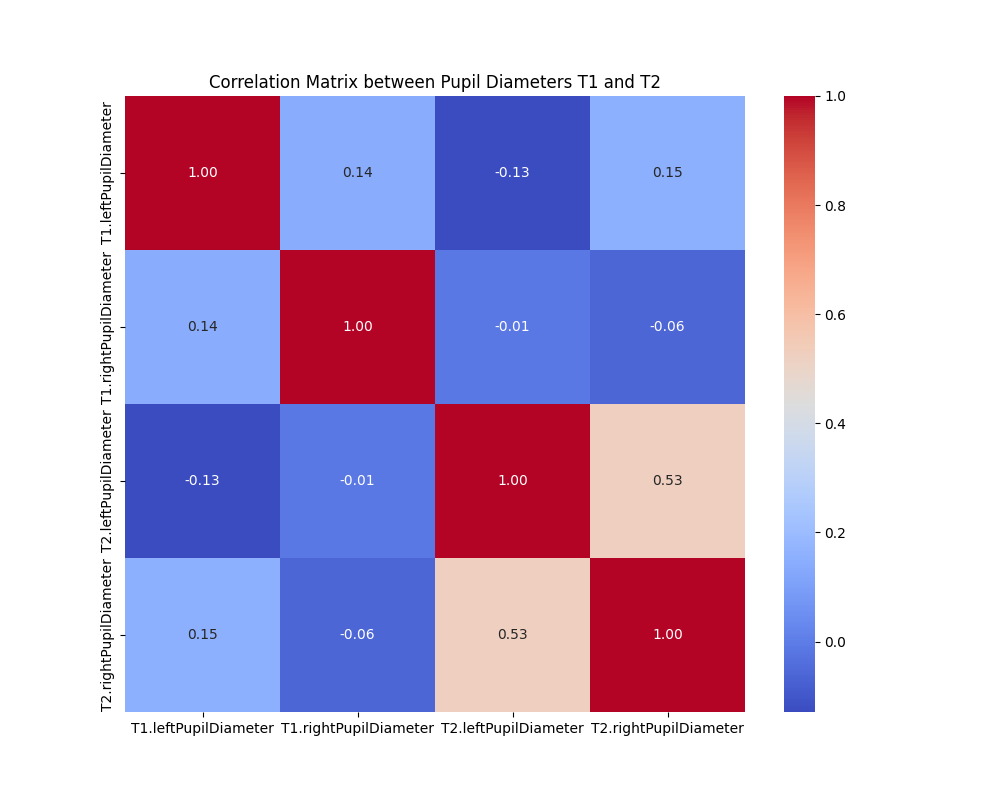 Correlation Matrix between Pupil Diameters T1 and T2
T1.leftPupilDiameter
1.00 0.14 -0.13 0.15
T1.rightPupilDiameter
0.14 1.00 -0.01 -0.06
T2.leftPupilDiameter
-0.13 -0.01 1.00 0.53
T2.rightPupilDiameter
0.15 -0.06 0.53 1.00
T1.leftPupilDiameter T1.rightPupilDiameter T2.leftPupilDiameter T2.rightPupilDiameter
1.0
0.8
0.6
0.4
0.2
0.0